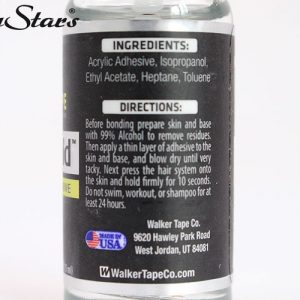 Stars
INGREDIENTS:
Acrylic Adhesive, Isopropanol,
Ethyl Acetate, Heptane, Toluene
DIRECTIONS:
Before bonding prepare skin and base
with 99% Alcohol to remove residues.
Then apply a thin layer of adhesive to the
skin and base, and blow dry until very
tacky. Next press the hair system onto
the skin and hold firmly for 10 seconds.
Do not swim, workout, or shampoo for at
least 24 hours.
Walker Tape Co.
9620 Hawley Park Road
West Jordan, UT 84081
MADE IN
USA
WalkerTapeCo.com